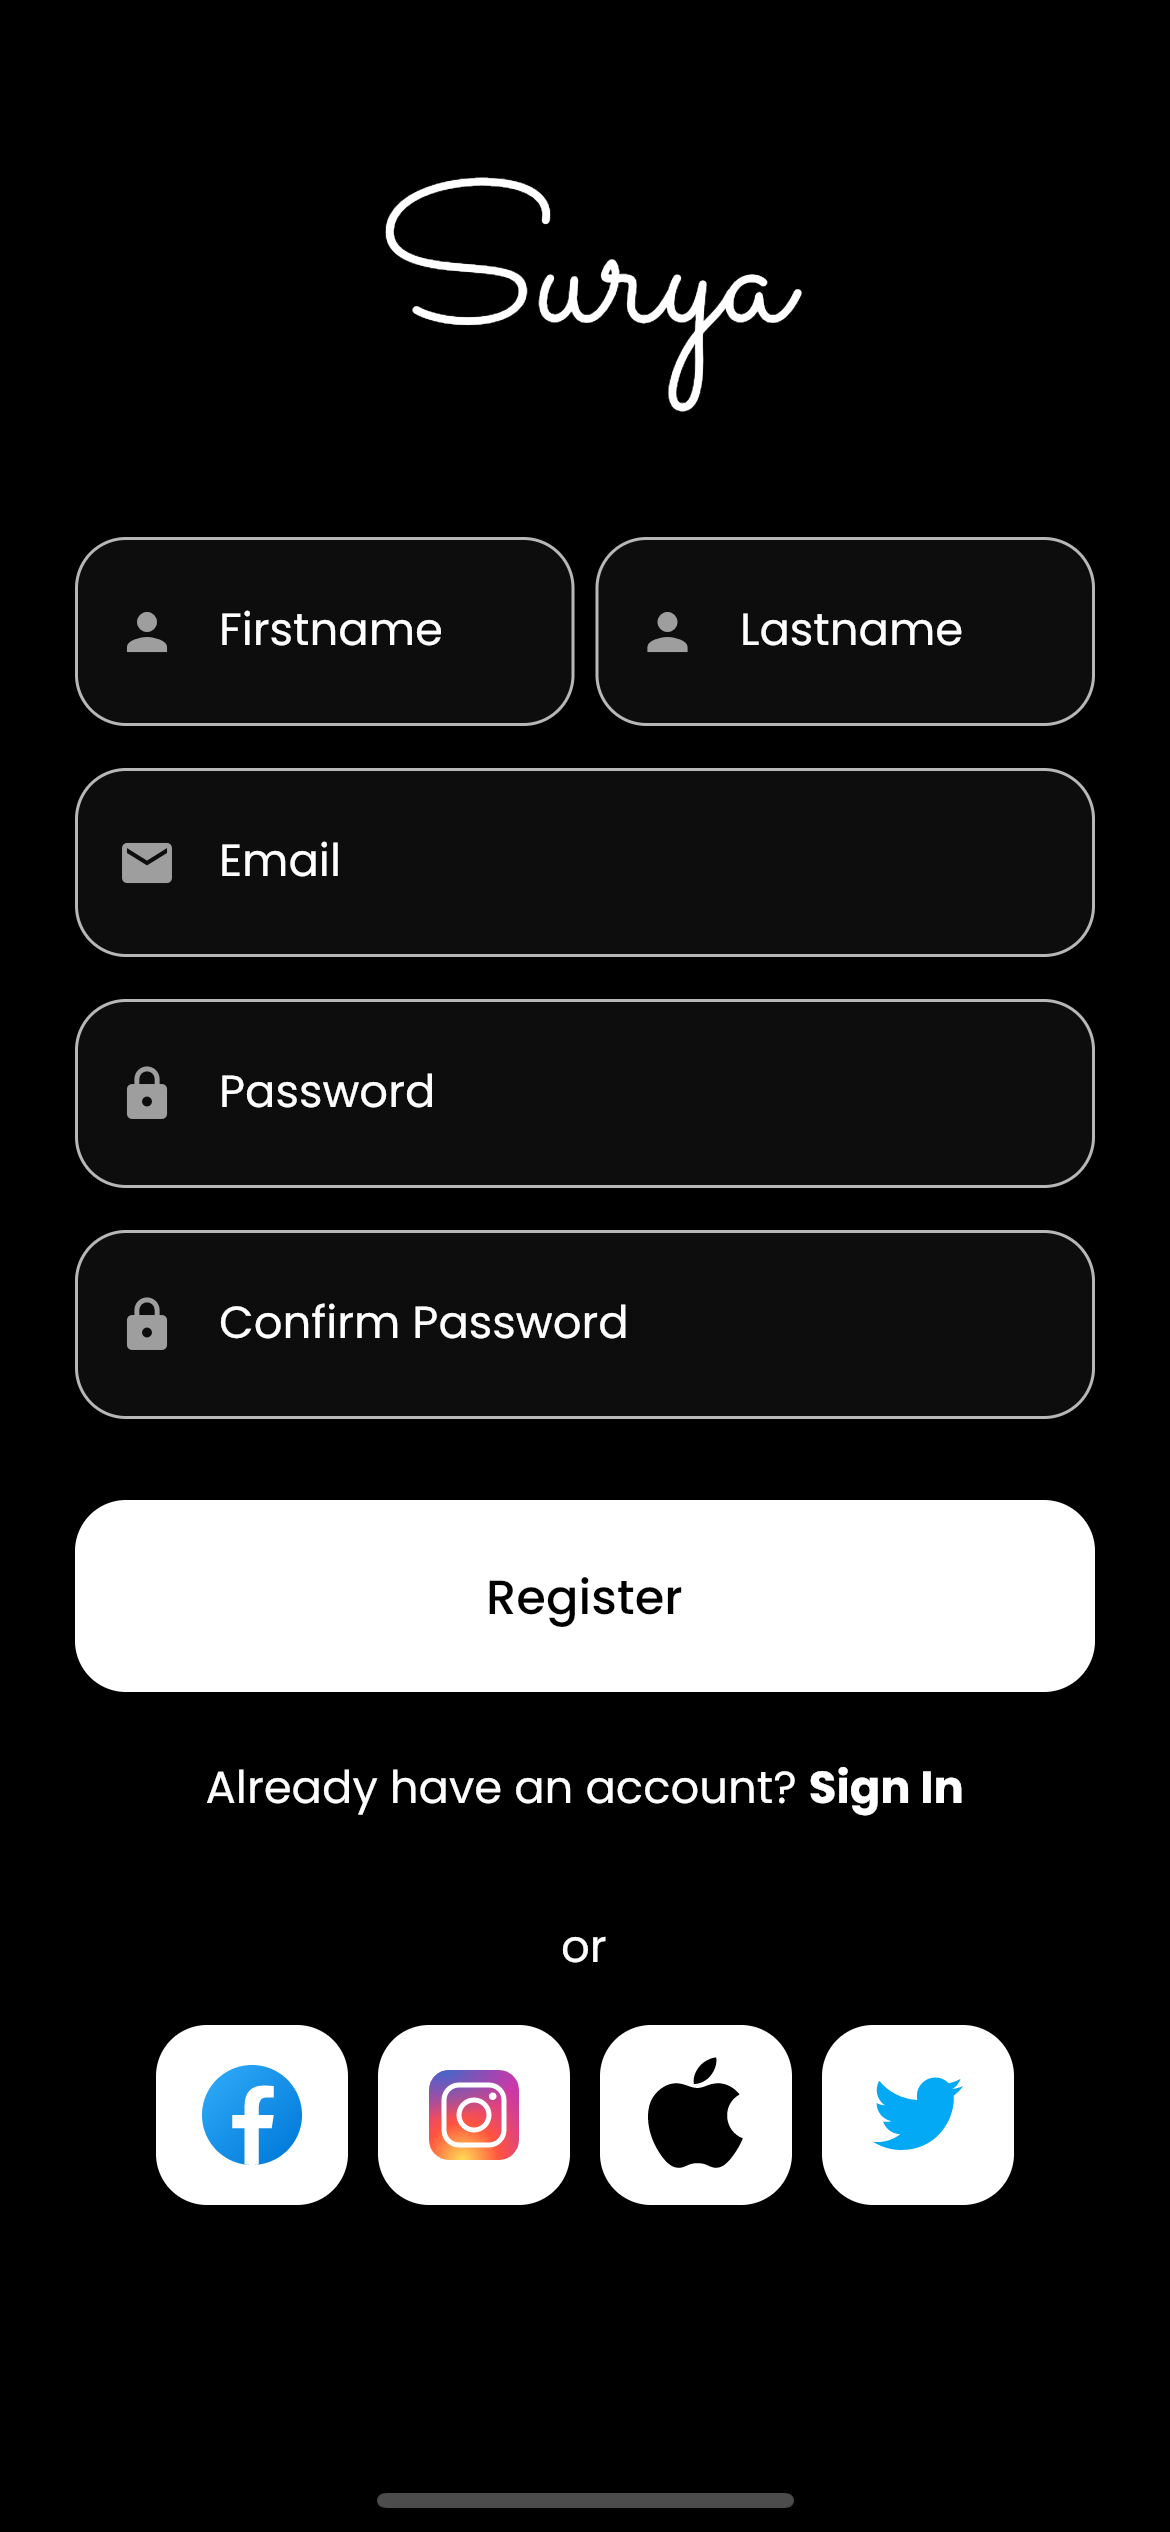 Surya
Firstname Lastname
Email
Password
Confirm Password
Register
Already have an account? Sign In
or